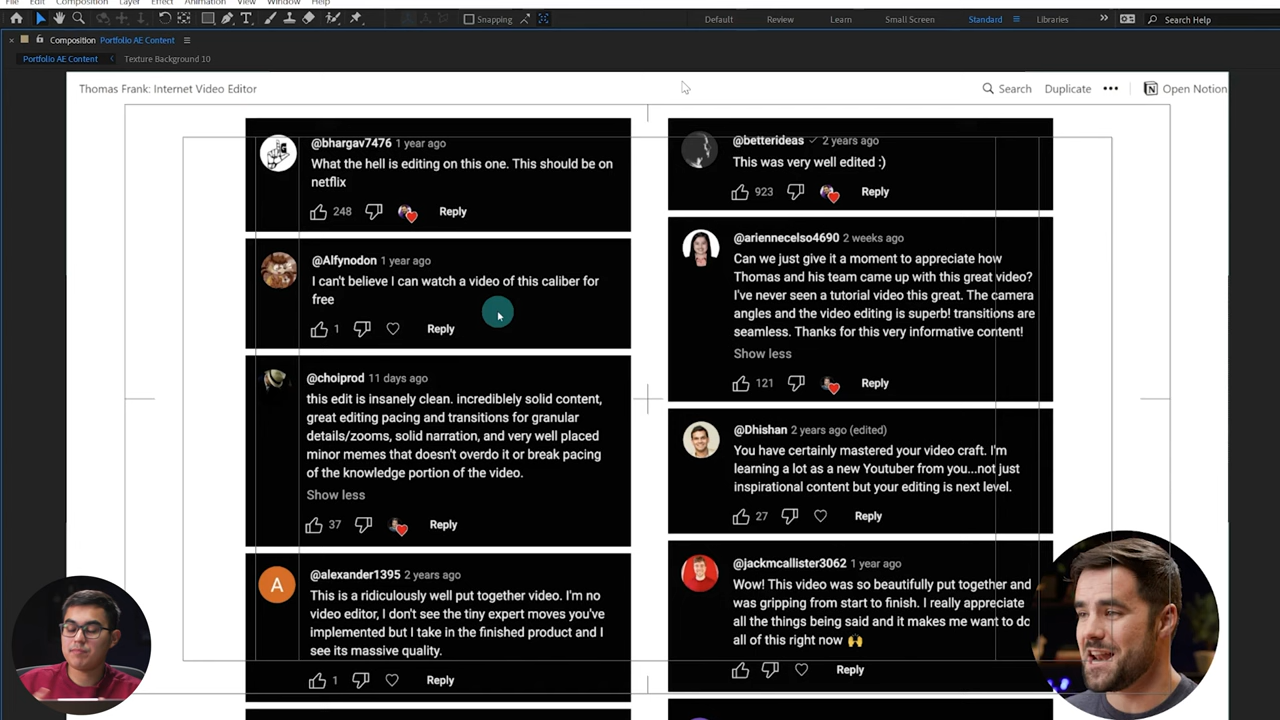 File Edit Composition Layer Effect Animation View Window Help
Snapping
Default Review Learn Small Screen Standard Libraries Search Help
Composition Portfolio AE Content
Portfolio AE Content Texture Background 10
Thomas Frank: Internet Video Editor Search Duplicate ••• Open Notion
@bhargav7476 1 year ago
What the hell is editing on this one. This should be on
netflix
248 Reply
@Alfynodon 1 year ago
I can't believe I can watch a video of this caliber for
free
1 Reply
@choiprod 11 days ago
this edit is insanely clean. incrediblely solid content,
great editing pacing and transitions for granular
details/zooms, solid narration, and very well placed
minor memes that doesn't overdo it or break pacing
of the knowledge portion of the video.
Show less
37 Reply
A
@alexander1395 2 years ago
This is a ridiculously well put together video. I'm no
video editor, I don't see the tiny expert moves you've
implemented but I take in the finished product and I
see its massive quality.
1 Reply
@betterideas 2 years ago
This was very well edited :)
923 Reply
@ariennecelso4690 2 weeks ago
Can we just give it a moment to appreciate how
Thomas and his team came up with this great video?
I've never seen a tutorial video this great. The camera
angles and the video editing is superb! transitions are
seamless. Thanks for this very informative content!
Show less
121 Reply
@Dhishan 2 years ago (edited)
You have certainly mastered your video craft. I'm
learning a lot as a new Youtuber from you...not just
inspirational content but your editing is next level.
27 Reply
@jackmcallister3062 1 year ago
Wow! This video was so beautifully put together and
was gripping from start to finish. I really appreciate
all the things being said and it makes me want to do
all of this right now 🙌
Reply